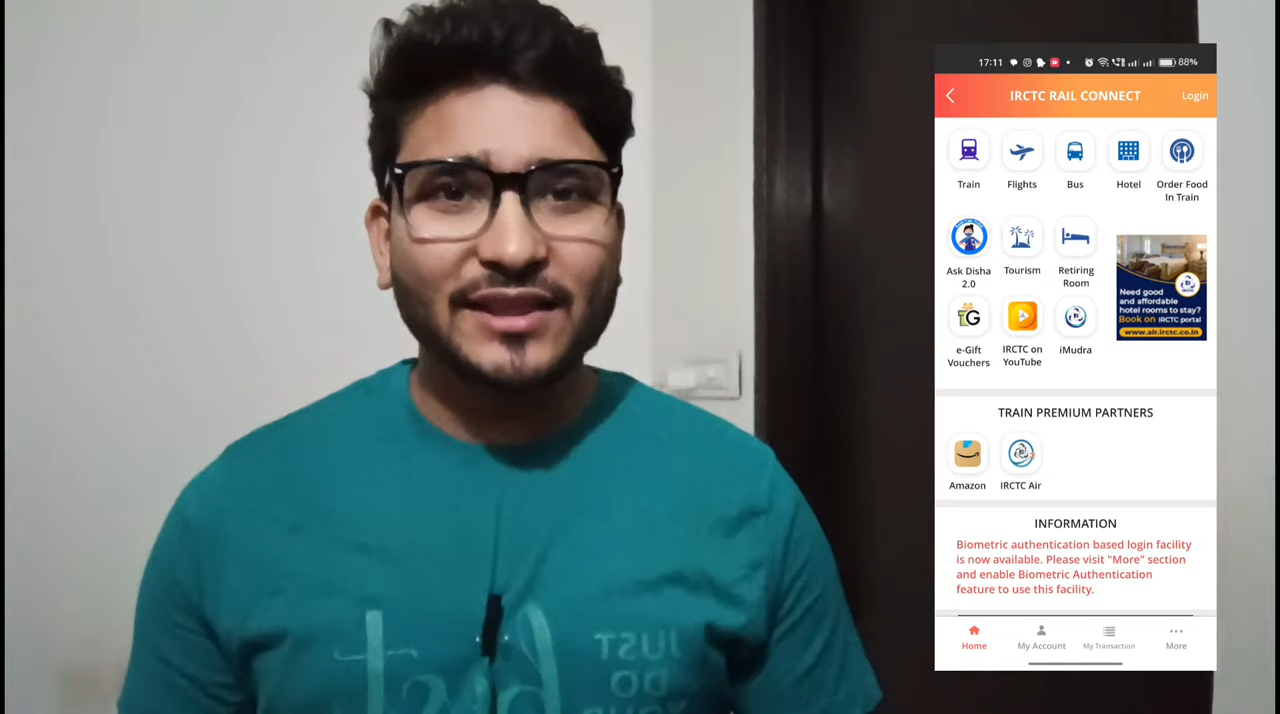 17:11
88%
IRCTC RAIL CONNECT
Login
Train
Flights
Bus
Hotel
Order Food
In Train
Ask Disha
2.0
Tourism
Retiring
Room
Need good
and affordable
hotel rooms to stay?
Book on IRCTC portal
www.air.irctc.co.in
G
e-Gift
Vouchers
IRCTC on
YouTube
iMudra
TRAIN PREMIUM PARTNERS
Amazon
IRCTC Air
INFORMATION
Biometric authentication based login facility
is now available. Please visit "More" section
and enable Biometric Authentication
feature to use this facility.
Home
My Account
My Transaction
More
JUST
DO
YOUR
best